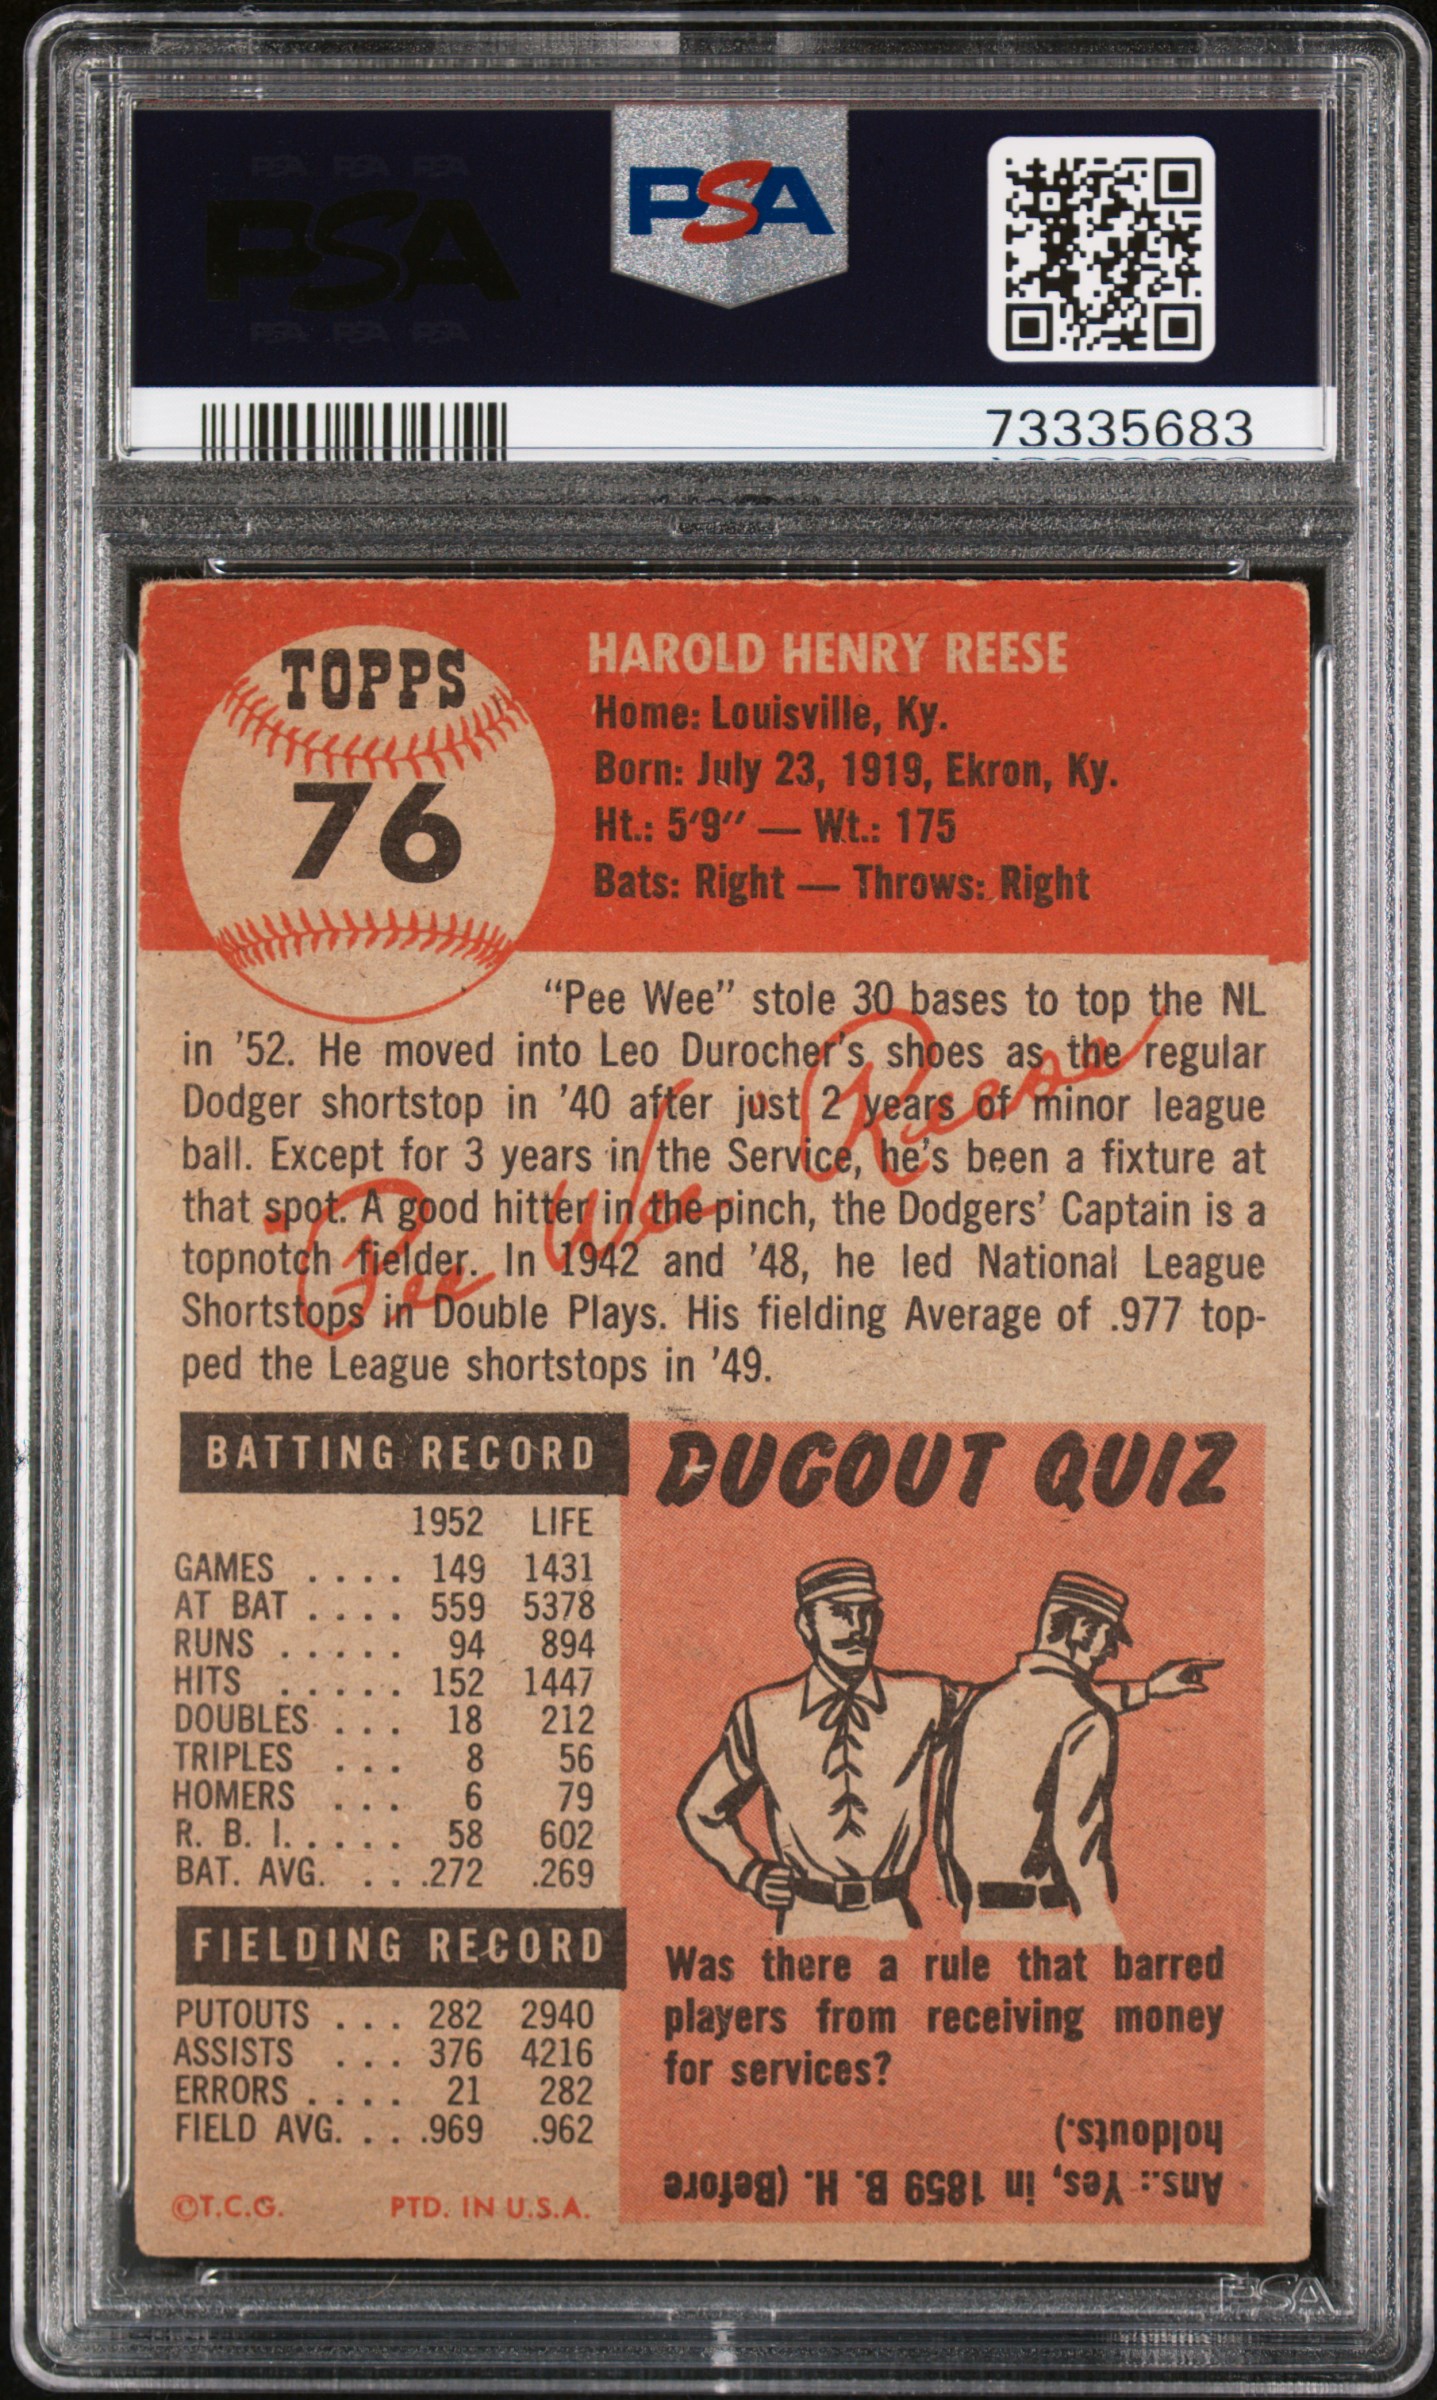 PSA PSA PSA
PSA
PSA PSA PSA
PSA
73335683
TOPPS
76
HAROLD HENRY REESE
Home: Louisville, Ky.
Born: July 23, 1919, Ekron, Ky.
Ht.: 5'9'' — Wt.: 175
Bats: Right — Throws: Right
"Pee Wee" stole 30 bases to top the NL
in '52. He moved into Leo Durocher's shoes as the regular
Dodger shortstop in '40 after just 2 years of minor league
ball. Except for 3 years in the Service, he's been a fixture at
that spot. A good hitter in the pinch, the Dodgers' Captain is a
topnotch fielder. In 1942 and '48, he led National League
Shortstops in Double Plays. His fielding Average of .977 top-
ped the League shortstops in '49.
"Pee Wee" Reese
BATTING RECORD
1952 LIFE
GAMES .... 149 1431
AT BAT .... 559 5378
RUNS ..... 94 894
HITS ..... 152 1447
DOUBLES ... 18 212
TRIPLES ... 8 56
HOMERS ... 6 79
R. B. I. .... 58 602
BAT. AVG. ... .272 .269
FIELDING RECORD
PUTOUTS ... 282 2940
ASSISTS ... 376 4216
ERRORS .... 21 282
FIELD AVG. ... .969 .962
©T.C.G. PTD. IN U.S.A.
DUGOUT QUIZ
Was there a rule that barred
players from receiving money
for services?
Ans.: Yes, in 1859 B. H. (Before
holdouts.)
PSA